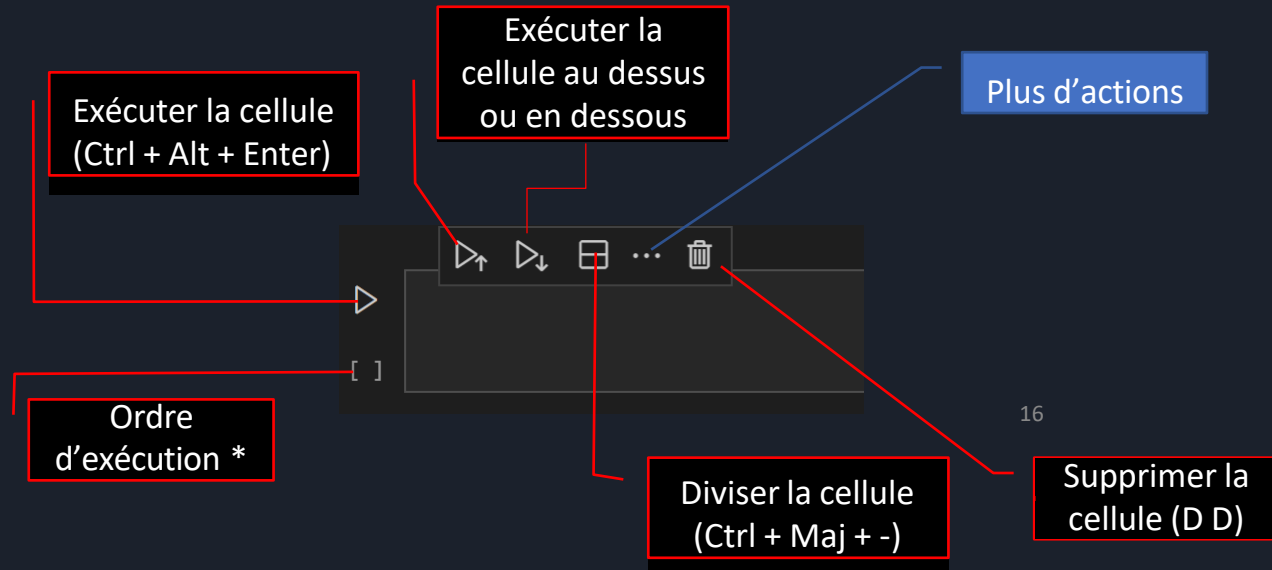 Exécuter la
cellule au dessus
ou en dessous
Plus d’actions
Exécuter la cellule
(Ctrl + Alt + Enter)
[ ]
Ordre
d’exécution *
16
Diviser la cellule
(Ctrl + Maj + -)
Supprimer la
cellule (D D)